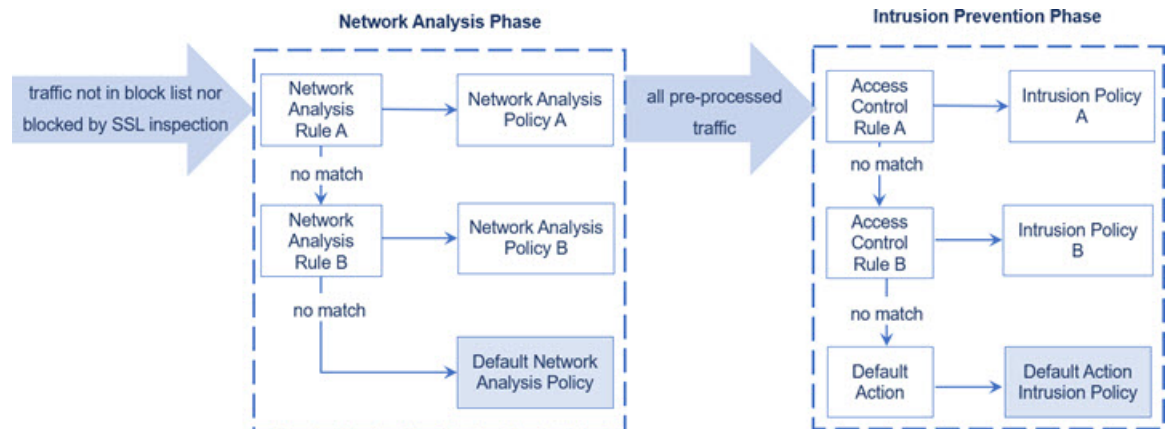 Network Analysis Phase
Intrusion Prevention Phase
traffic not in block list nor
blocked by SSL inspection
Network
Analysis
Rule A
Network Analysis
Policy A
no match
Network
Analysis
Rule B
Network Analysis
Policy B
no match
Default Network
Analysis Policy
all pre-processed
traffic
Access
Control
Rule A
Intrusion Policy
A
no match
Access
Control
Rule B
Intrusion Policy
B
no match
Default
Action
Default Action
Intrusion Policy